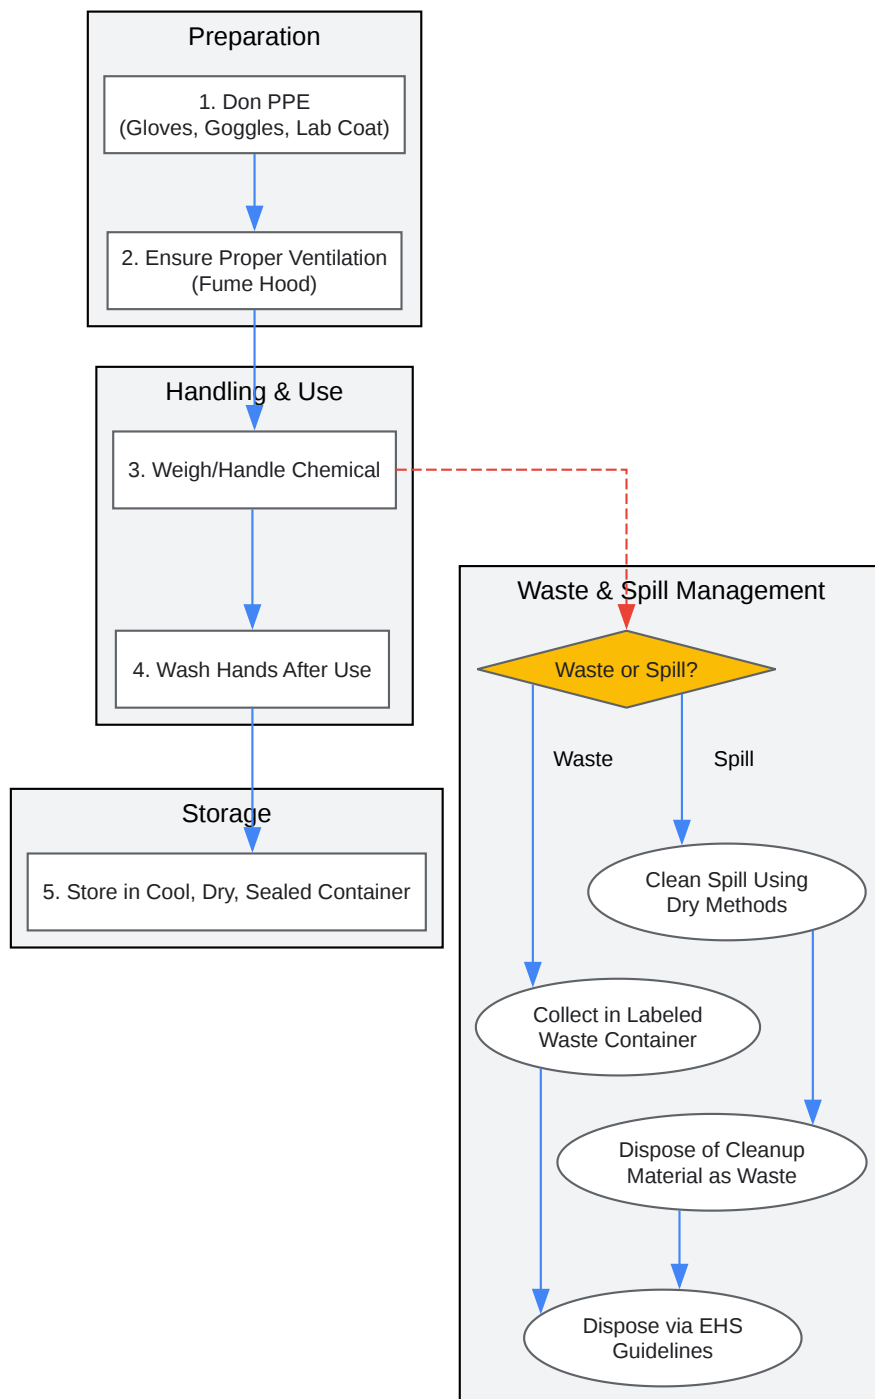 Preparation
1. Don PPE
(Gloves, Goggles, Lab Coat)
2. Ensure Proper Ventilation
(Fume Hood)
Handling & Use
3. Weigh/Handle Chemical
4. Wash Hands After Use
Storage
5. Store in Cool, Dry, Sealed Container
Waste & Spill Management
Waste or Spill?
Waste
Spill
Clean Spill Using
Dry Methods
Collect in Labeled
Waste Container
Dispose of Cleanup
Material as Waste
Dispose via EHS
Guidelines